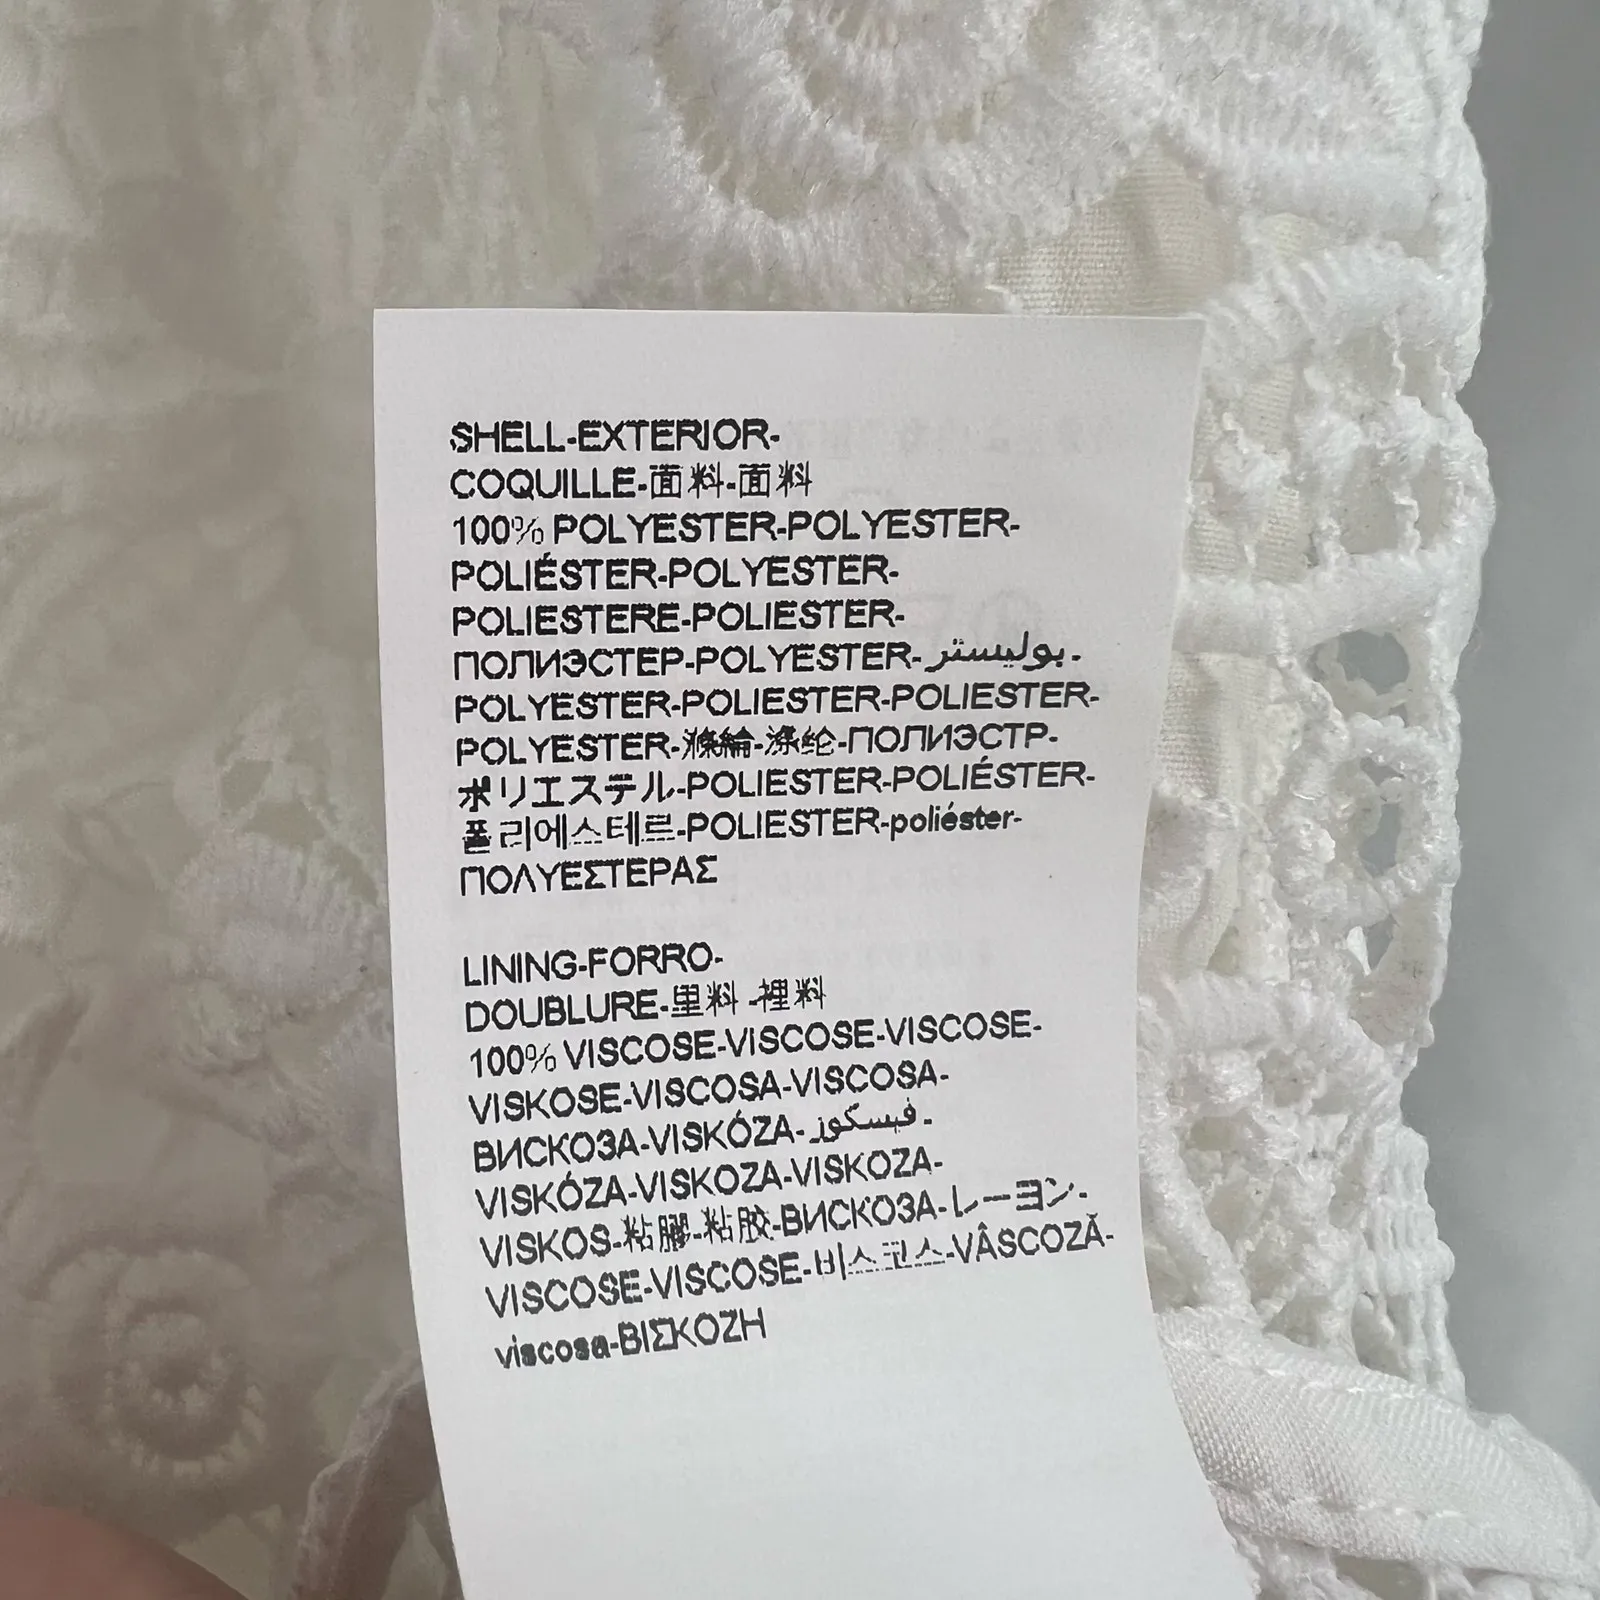 SHELL-EXTERIOR-
COQUILLE-面料-面料
100% POLYESTER-POLYESTER-
POLIÉSTER-POLYESTER-
POLIESTERE-POLIESTER-
ПОЛИЭСТЕР-POLYESTER-بوليستر-
POLYESTER-POLIESTER-POLIESTER-
POLYESTER-滌綸-涤纶-ПОЛИЭСТР-
ポリエステル-POLIESTER-POLIÉSTER-
폴리에스테르-POLIESTER-poliéster-
ΠΟΛΥΕΣΤΕΡΑΣ
LINING-FORRO-
DOUBLURE-里料-裡料
100% VISCOSE-VISCOSE-VISCOSE-
VISKOSE-VISCOSA-VISCOSA-
ВИСКОЗА-VISKÓZA-فيسكوز-
VISKÓZA-VISKOZA-VISKOZA-
VISKOS-粘膠-粘胶-ВИСКОЗА-レーヨン-
VISCOSE-VISCOSE-비스코스-VÂSCOZĂ-
viscosa-ΒΙΣΚΟΖΗ